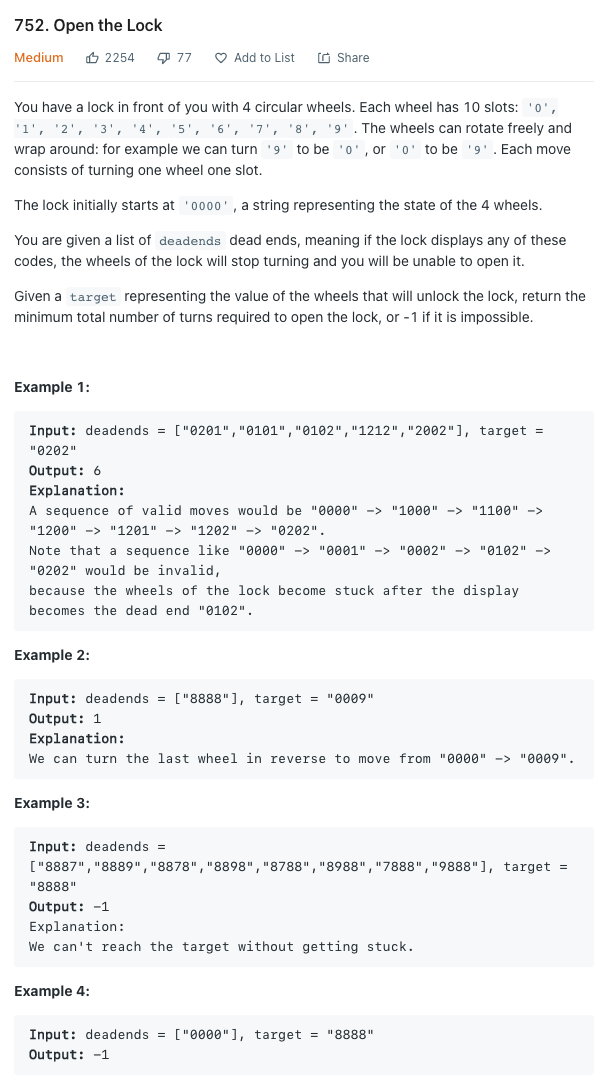 752. Open the Lock
Medium 2254 77 Add to List Share
You have a lock in front of you with 4 circular wheels. Each wheel has 10 slots: '0',
'1', '2', '3', '4', '5', '6', '7', '8', '9'. The wheels can rotate freely and
wrap around: for example we can turn '9' to be '0', or '0' to be '9'. Each move
consists of turning one wheel one slot.
The lock initially starts at '0000', a string representing the state of the 4 wheels.
You are given a list of deadends dead ends, meaning if the lock displays any of these
codes, the wheels of the lock will stop turning and you will be unable to open it.
Given a target representing the value of the wheels that will unlock the lock, return the
minimum total number of turns required to open the lock, or -1 if it is impossible.
Example 1:
Input: deadends = ["0201","0101","0102","1212","2002"], target =
"0202"
Output: 6
Explanation:
A sequence of valid moves would be "0000" -> "1000" -> "1100" ->
"1200" -> "1201" -> "1202" -> "0202".
Note that a sequence like "0000" -> "0001" -> "0002" -> "0102" ->
"0202" would be invalid,
because the wheels of the lock become stuck after the display
becomes the dead end "0102".
Example 2:
Input: deadends = ["8888"], target = "0009"
Output: 1
Explanation:
We can turn the last wheel in reverse to move from "0000" -> "0009".
Example 3:
Input: deadends =
["8887","8889","8878","8898","8788","8988","7888","9888"], target =
"8888"
Output: -1
Explanation:
We can't reach the target without getting stuck.
Example 4:
Input: deadends = ["0000"], target = "8888"
Output: -1